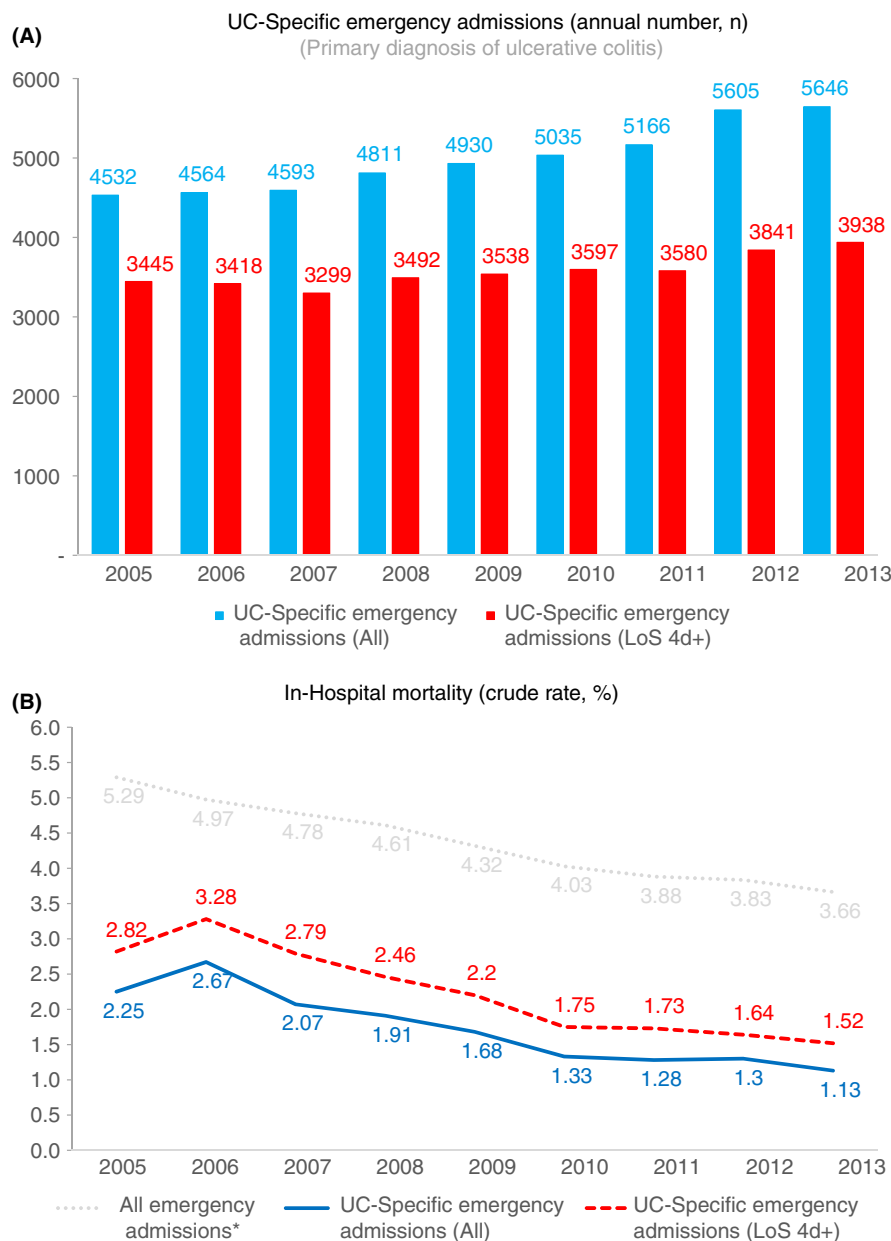 (A)
UC-Specific emergency admissions (annual number, n)
(Primary diagnosis of ulcerative colitis)
6000
5000
4000
3000
2000
1000
-
4532 4564 4593 4811 4930 5035 5166 5605 5646
3445 3418 3299 3492 3538 3597 3580 3841 3938
2005 2006 2007 2008 2009 2010 2011 2012 2013
UC-Specific emergency admissions (All)
UC-Specific emergency admissions (LoS 4d+)
(B)
In-Hospital mortality (crude rate, %)
6.0
5.5
5.0
4.5
4.0
3.5
3.0
2.5
2.0
1.5
1.0
0.5
0.0
5.29 4.97 4.78 4.61 4.32 4.03 3.88 3.83 3.66
2.82 3.28 2.79 2.46 2.2 1.75 1.73 1.64 1.52
2.25 2.67 2.07 1.91 1.68 1.33 1.28 1.3 1.13
2005 2006 2007 2008 2009 2010 2011 2012 2013
All emergency admissions*
UC-Specific emergency admissions (All)
UC-Specific emergency admissions (LoS 4d+)